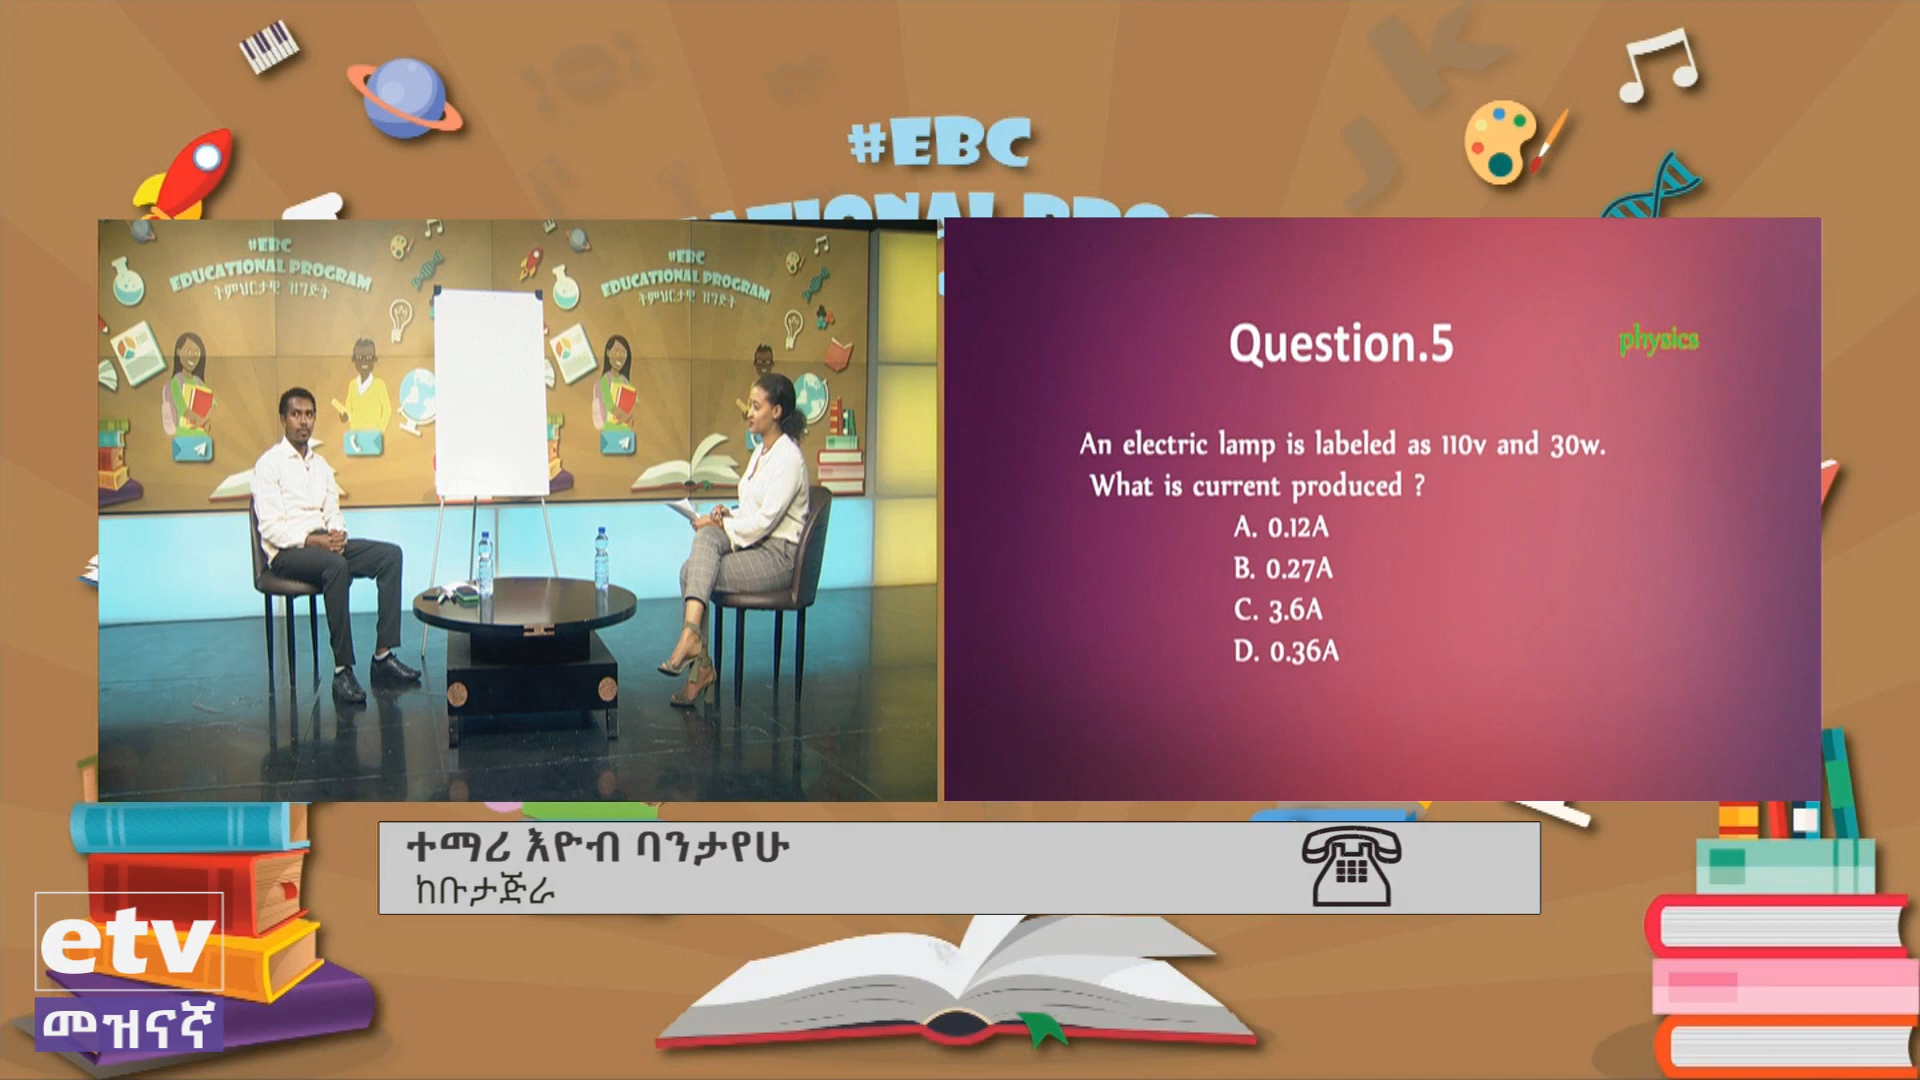 #EBC
#EBC
EDUCATIONAL PROGRAM
ትምህርታዊ ዝግጅት
#EBC
EDUCATIONAL PROGRAM
ትምህርታዊ ዝግጅት
Question.5
physics
An electric lamp is labeled as 110v and 30w.
What is current produced ?
A. 0.12A
B. 0.27A
C. 3.6A
D. 0.36A
ተማሪ እዮብ ባንታየሁ
ከቡታጅራ
etv
መዝናኛ